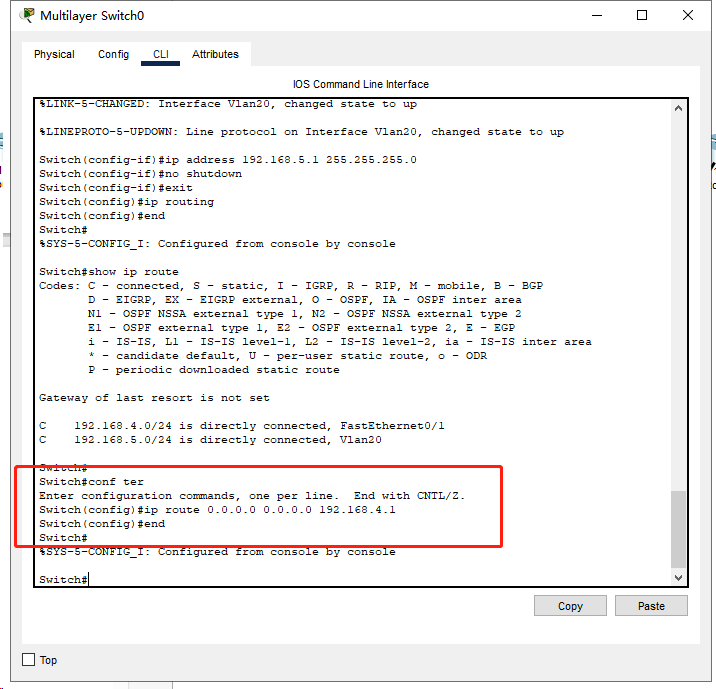 Multilayer Switch0
Physical Config CLI Attributes
IOS Command Line Interface
%LINK-5-CHANGED: Interface Vlan20, changed state to up
%LINEPROTO-5-UPDOWN: Line protocol on Interface Vlan20, changed state to up
Switch(config-if)#ip address 192.168.5.1 255.255.255.0
Switch(config-if)#no shutdown
Switch(config-if)#exit
Switch(config)#ip routing
Switch(config)#end
Switch#
%SYS-5-CONFIG_I: Configured from console by console
Switch#show ip route
Codes: C - connected, S - static, I - IGRP, R - RIP, M - mobile, B - BGP
D - EIGRP, EX - EIGRP external, O - OSPF, IA - OSPF inter area
N1 - OSPF NSSA external type 1, N2 - OSPF NSSA external type 2
E1 - OSPF external type 1, E2 - OSPF external type 2, E - EGP
i - IS-IS, L1 - IS-IS level-1, L2 - IS-IS level-2, ia - IS-IS inter area
* - candidate default, U - per-user static route, o - ODR
P - periodic downloaded static route
Gateway of last resort is not set
C 192.168.4.0/24 is directly connected, FastEthernet0/1
C 192.168.5.0/24 is directly connected, Vlan20
Switch#
Switch#conf ter
Enter configuration commands, one per line. End with CNTL/Z.
Switch(config)#ip route 0.0.0.0 0.0.0.0 192.168.4.1
Switch(config)#end
Switch#
%SYS-5-CONFIG_I: Configured from console by console
Switch#
Copy Paste
Top